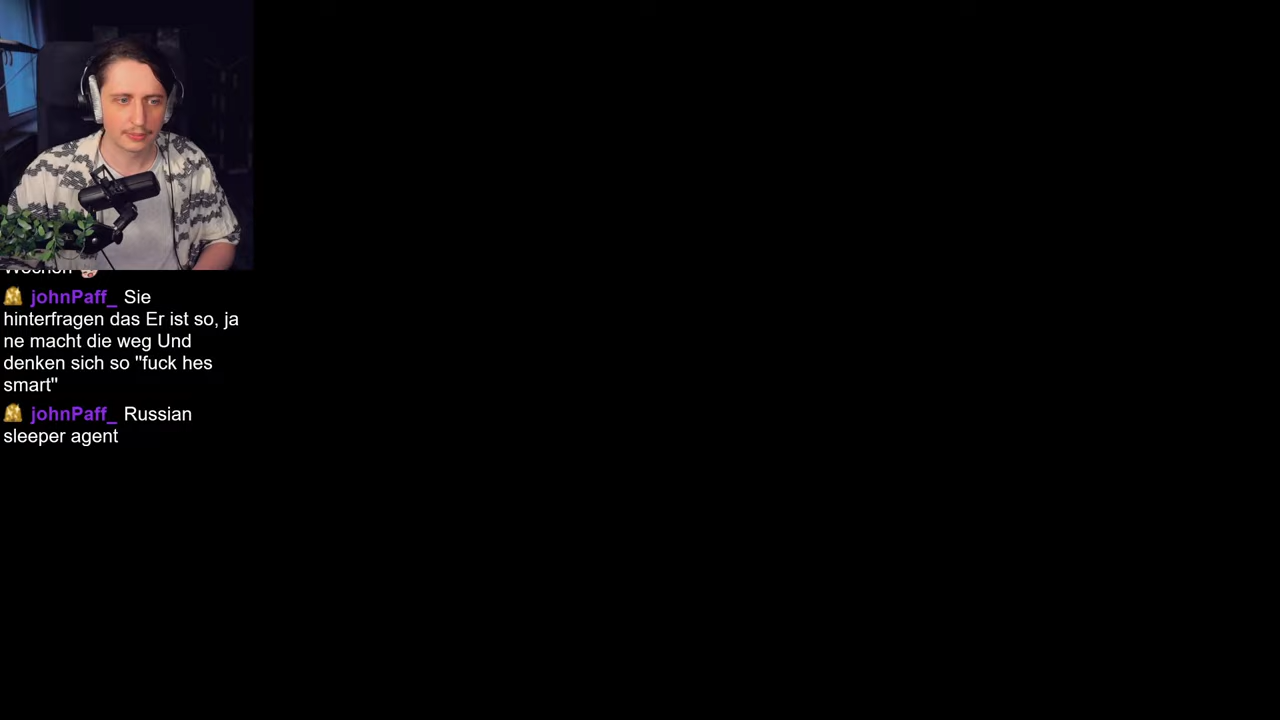 Wochen
johnPaff_ Sie
hinterfragen das Er ist so, ja
ne macht die weg Und
denken sich so "fuck hes
smart"
johnPaff_ Russian
sleeper agent